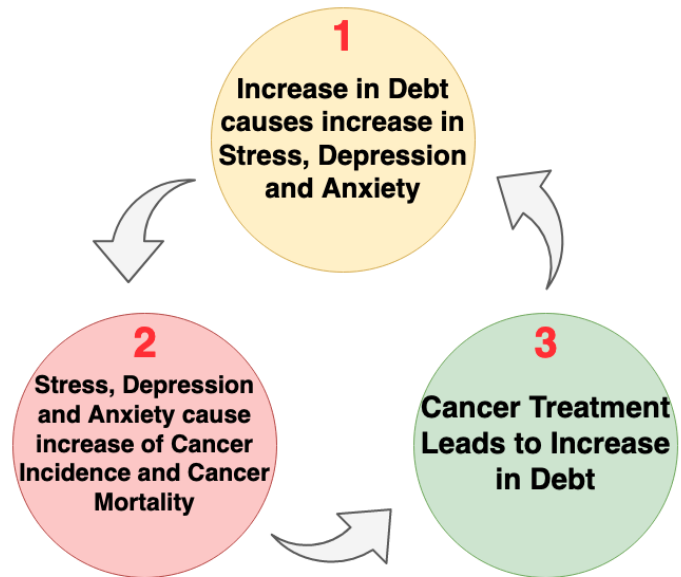 1
Increase in Debt
causes increase in
Stress, Depression
and Anxiety
2
Stress, Depression
and Anxiety cause
increase of Cancer
Incidence and Cancer
Mortality
3
Cancer Treatment
Leads to Increase
in Debt